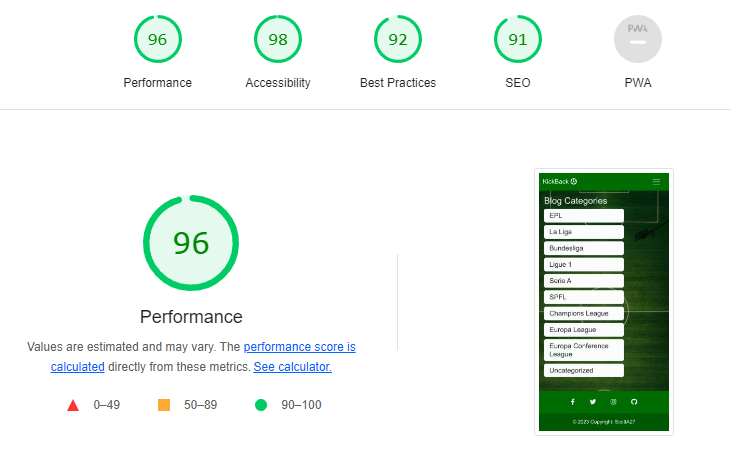 96
98
92
91
PWA
Performance
Accessibility
Best Practices
SEO
PWA
96
Performance
Values are estimated and may vary. The performance score is
calculated directly from these metrics. See calculator.
0–49
50–89
90–100
KickBack
Blog Categories
EPL
La Liga
Bundesliga
Ligue 1
Serie A
SPFL
Champions League
Europa League
Europa Conference
League
Uncategorized
© 2023 Copyright: ScottA27